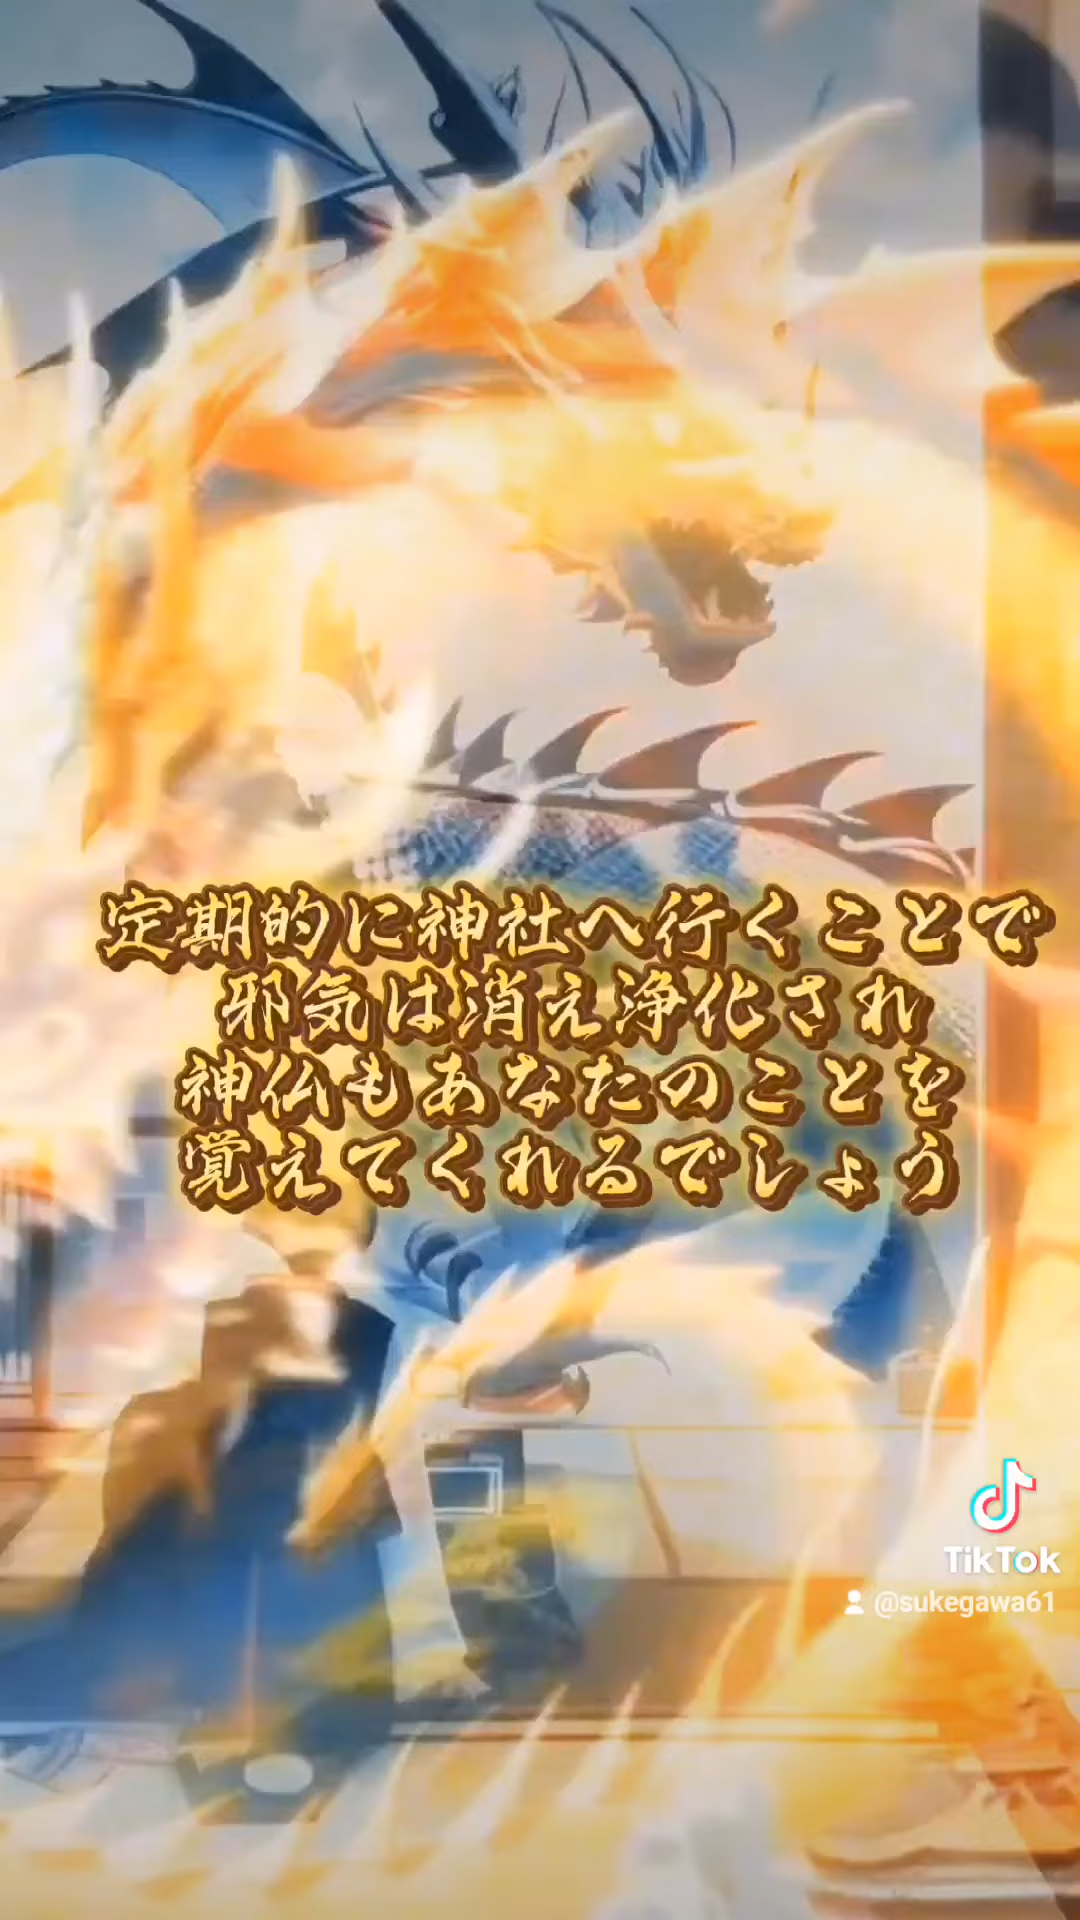 定期的に神社へ行くことで
邪気は消え浄化され
神仏もあなたのことを
覚えてくれるでしょう
TikTok
@sukegawa61